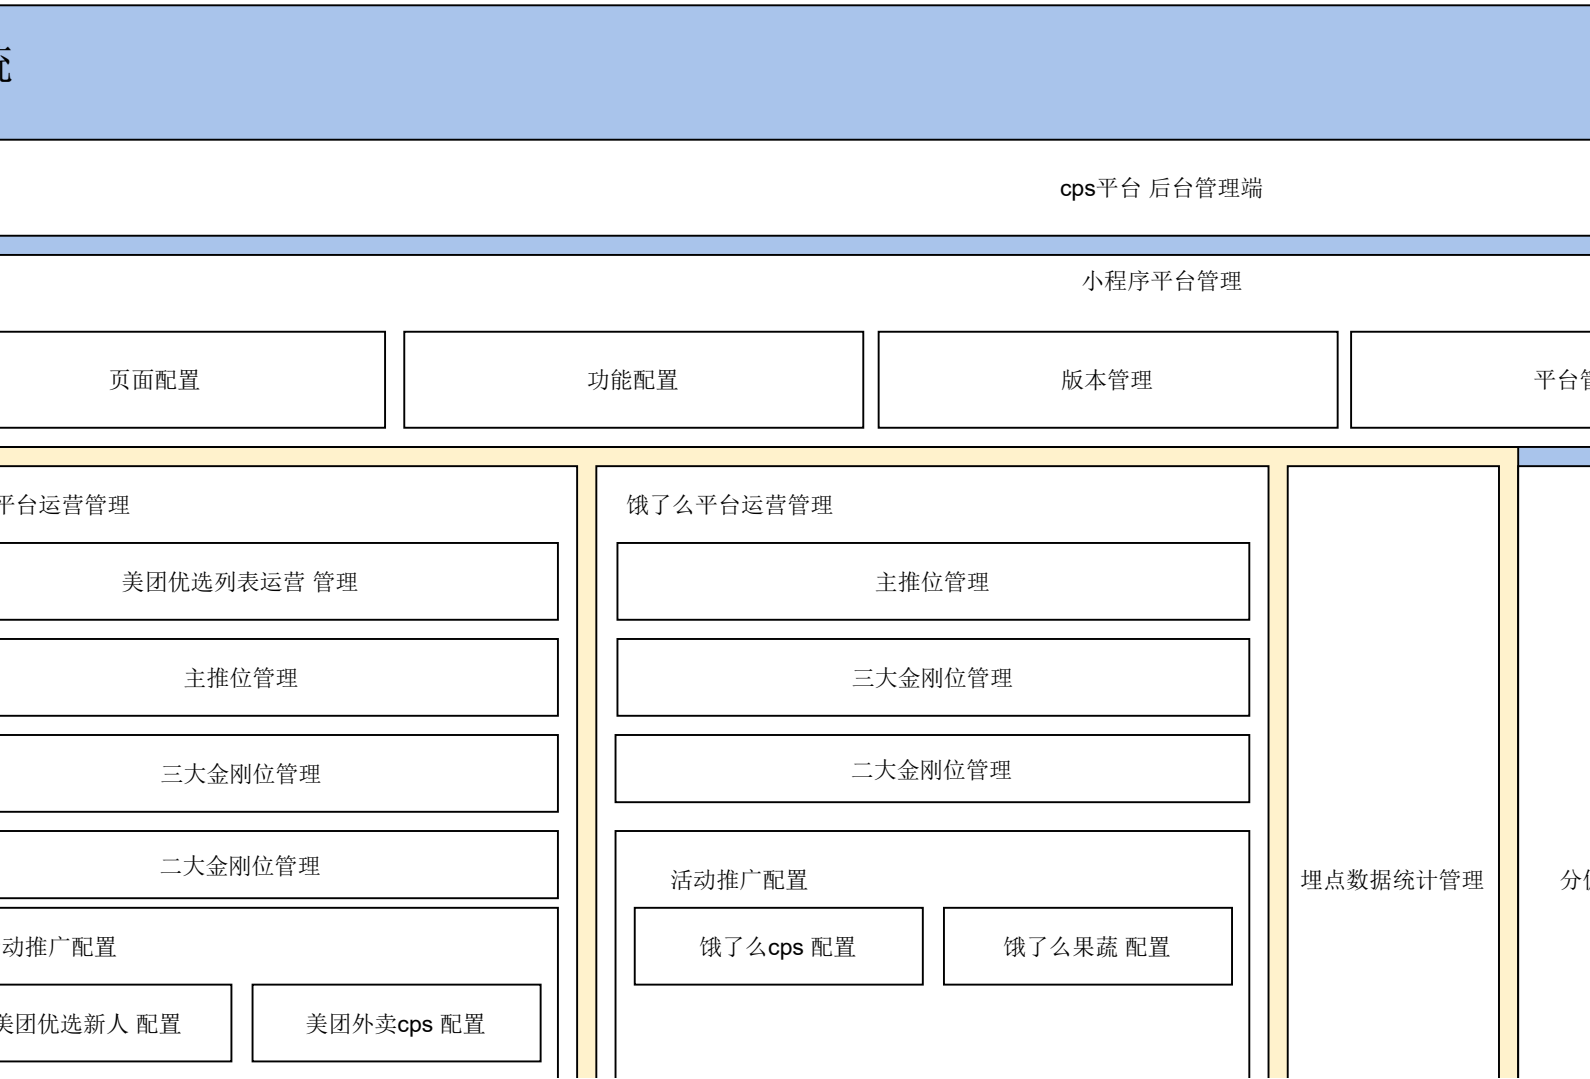 统
cps平台 后台管理端
小程序平台管理
页面配置
功能配置
版本管理
平台管
平台运营管理
美团优选列表运营 管理
主推位管理
三大金刚位管理
二大金刚位管理
动推广配置
美团优选新人 配置
美团外卖cps 配置
饿了么平台运营管理
主推位管理
三大金刚位管理
二大金刚位管理
活动推广配置
饿了么cps 配置
饿了么果蔬 配置
埋点数据统计管理